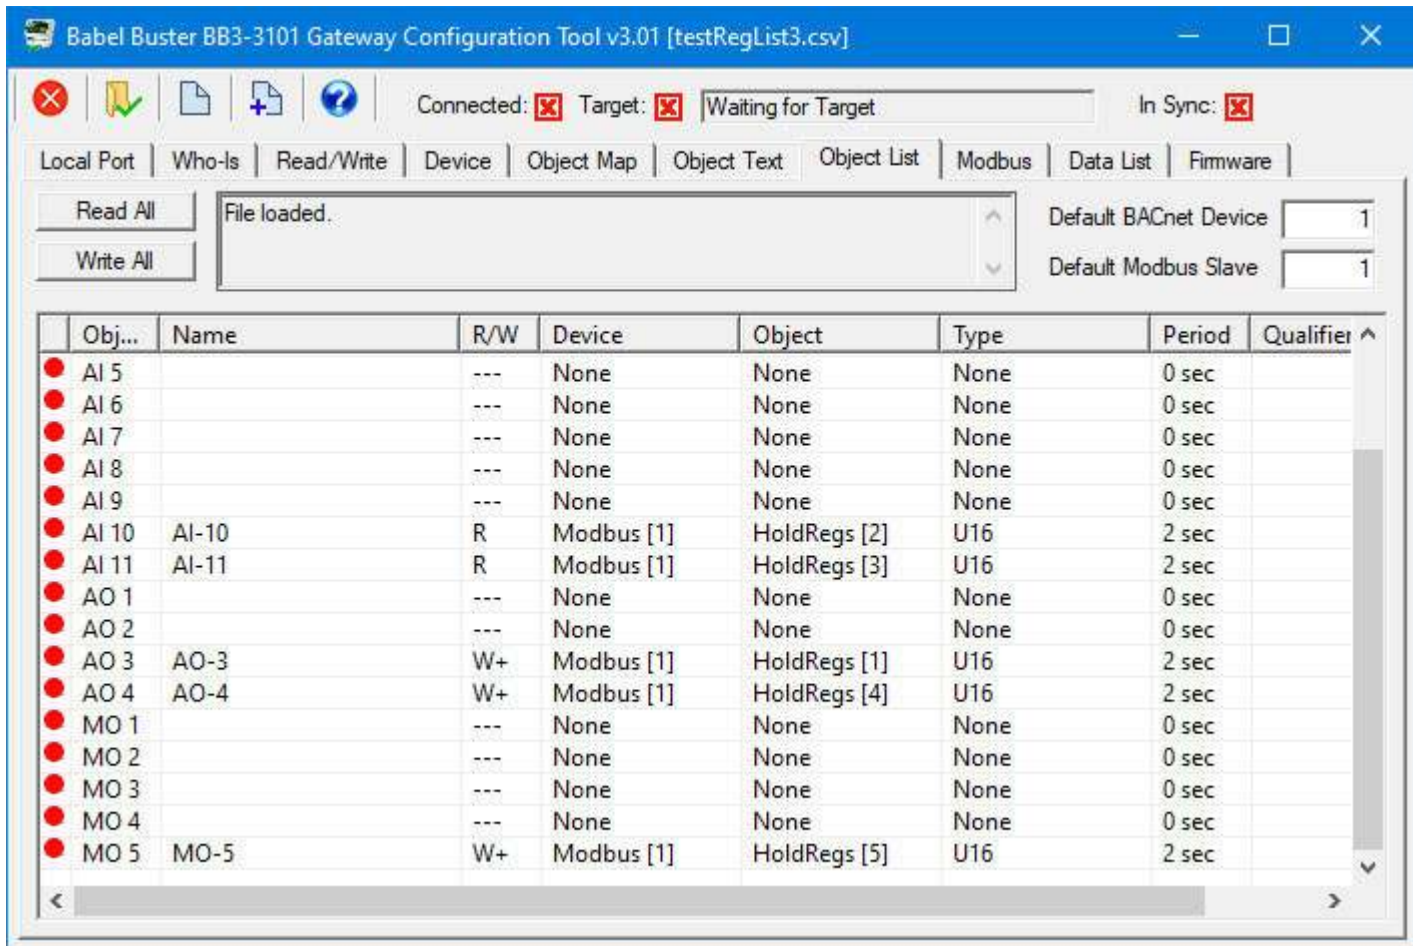 Babel Buster BB3-3101 Gateway Configuration Tool v3.01 [testRegList3.csv]
Connected: Target: Waiting for Target In Sync:
Local Port Who-Is Read/Write Device Object Map Object Text Object List Modbus Data List Firmware
Read All File loaded. Default BACnet Device 1
Write All Default Modbus Slave 1
Obj... Name R/W Device Object Type Period Qualifier
AI 5 --- None None None 0 sec
AI 6 --- None None None 0 sec
AI 7 --- None None None 0 sec
AI 8 --- None None None 0 sec
AI 9 --- None None None 0 sec
AI 10 AI-10 R Modbus [1] HoldRegs [2] U16 2 sec
AI 11 AI-11 R Modbus [1] HoldRegs [3] U16 2 sec
AO 1 --- None None None 0 sec
AO 2 --- None None None 0 sec
AO 3 AO-3 W+ Modbus [1] HoldRegs [1] U16 2 sec
AO 4 AO-4 W+ Modbus [1] HoldRegs [4] U16 2 sec
MO 1 --- None None None 0 sec
MO 2 --- None None None 0 sec
MO 3 --- None None None 0 sec
MO 4 --- None None None 0 sec
MO 5 MO-5 W+ Modbus [1] HoldRegs [5] U16 2 sec